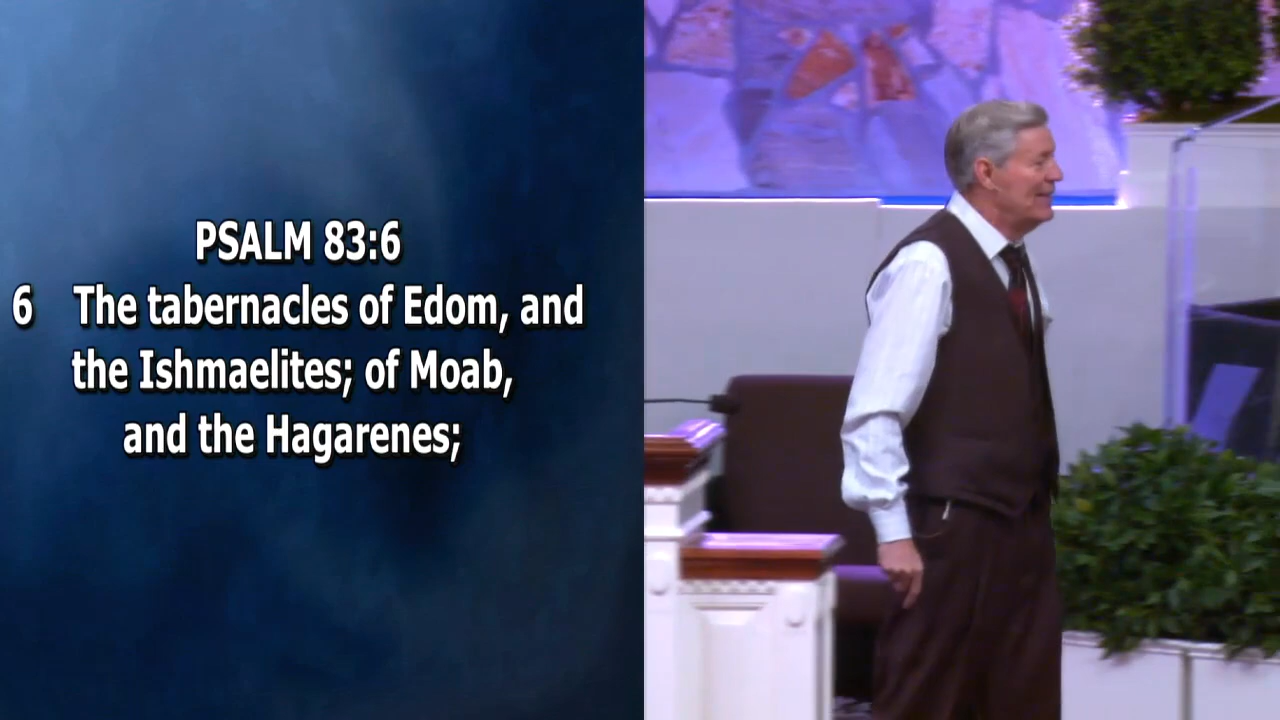 PSALM 83:6
6 The tabernacles of Edom, and
the Ishmaelites; of Moab,
and the Hagarenes;